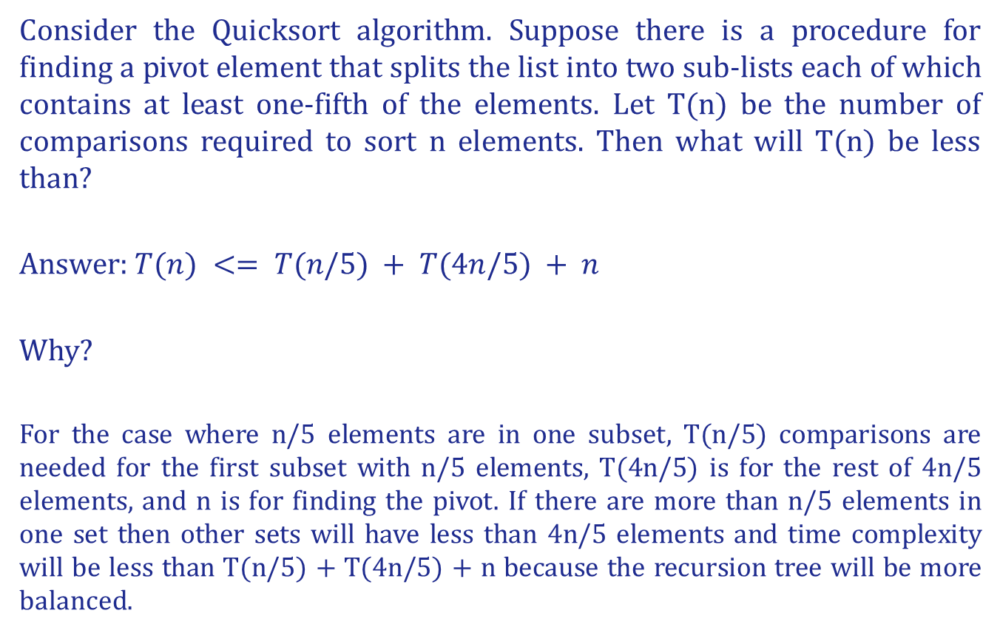 Consider the Quicksort algorithm. Suppose there is a procedure for
finding a pivot element that splits the list into two sub-lists each of which
contains at least one-fifth of the elements. Let T(n) be the number of
comparisons required to sort n elements. Then what will T(n) be less
than?
Answer: T(n) <= T(n/5) + T(4n/5) + n
Why?
For the case where n/5 elements are in one subset, T(n/5) comparisons are
needed for the first subset with n/5 elements, T(4n/5) is for the rest of 4n/5
elements, and n is for finding the pivot. If there are more than n/5 elements in
one set then other sets will have less than 4n/5 elements and time complexity
will be less than T(n/5) + T(4n/5) + n because the recursion tree will be more
balanced.